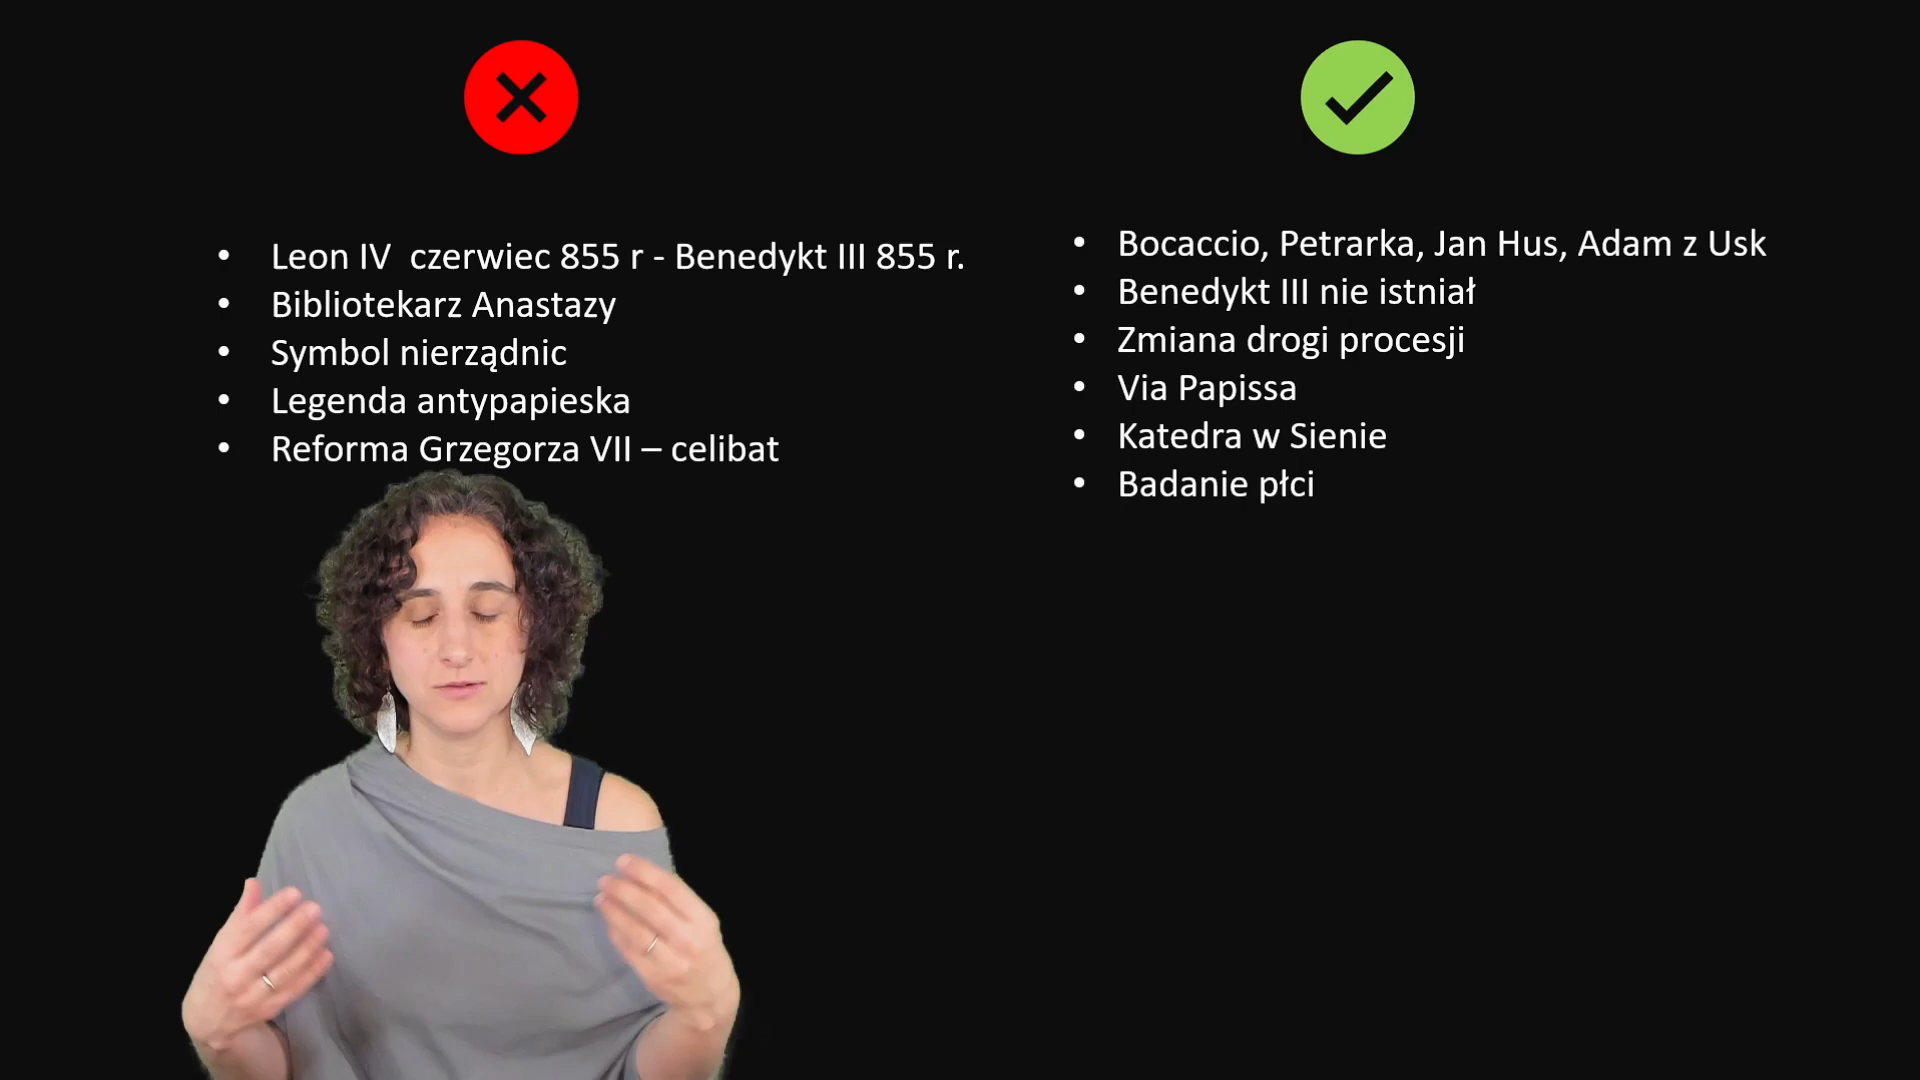 • Leon IV  czerwiec 855 r - Benedykt III 855 r.
• Bibliotekarz Anastazy
• Symbol nierządnic
• Legenda antypapieska
• Reforma Grzegorza VII – celibat
• Bocaccio, Petrarka, Jan Hus, Adam z Usk
• Benedykt III nie istniał
• Zmiana drogi procesji
• Via Papissa
• Katedra w Sienie
• Badanie płci